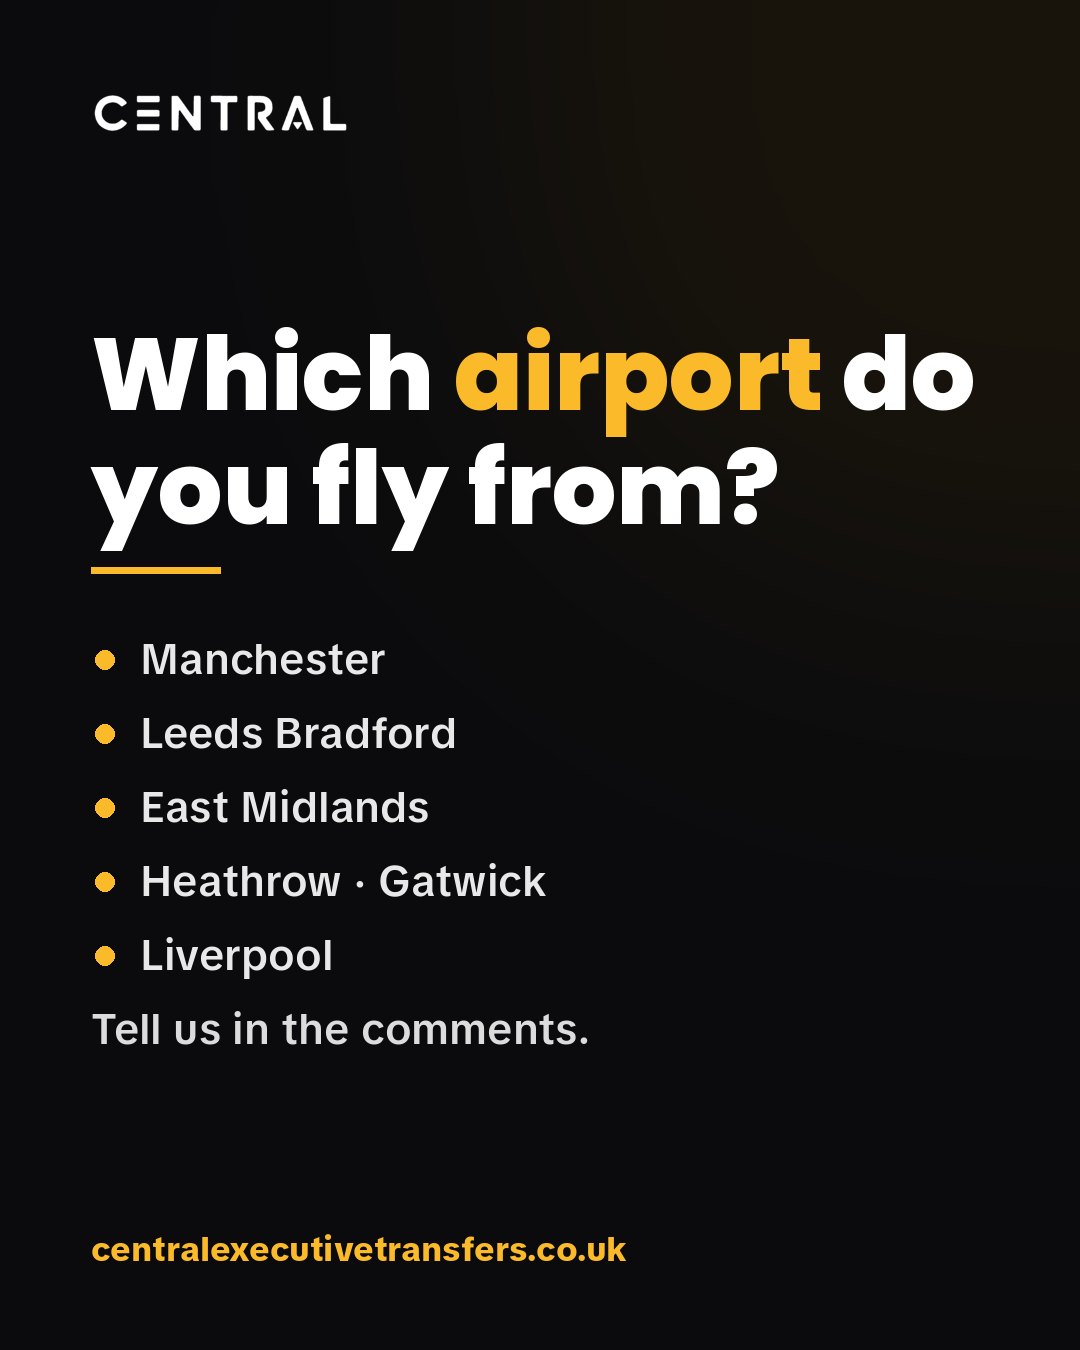 CENTRAL
Which airport do
you fly from?
Manchester
Leeds Bradford
East Midlands
Heathrow · Gatwick
Liverpool
Tell us in the comments.
centralexecutivetransfers.co.uk